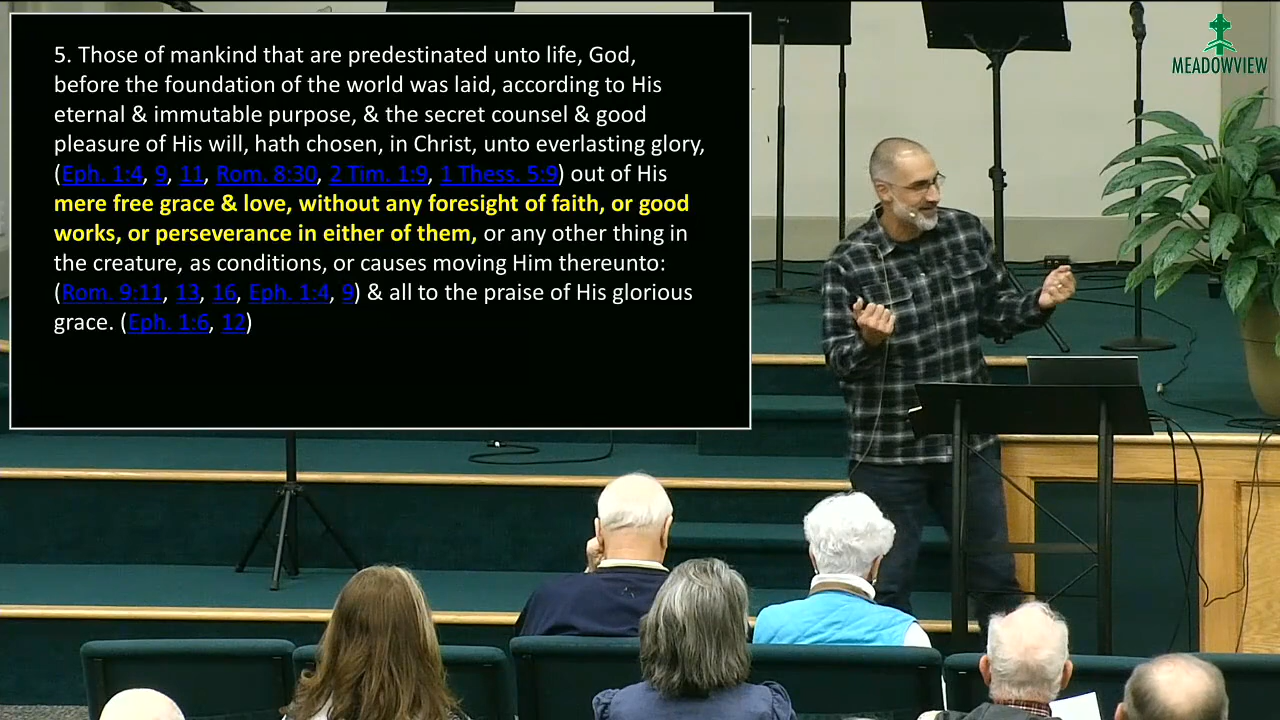 5. Those of mankind that are predestinated unto life, God,
before the foundation of the world was laid, according to His
eternal & immutable purpose, & the secret counsel & good
pleasure of His will, hath chosen, in Christ, unto everlasting glory,
(Eph. 1:4, 9, 11, Rom. 8:30, 2 Tim. 1:9, 1 Thess. 5:9) out of His
mere free grace & love, without any foresight of faith, or good
works, or perseverance in either of them, or any other thing in
the creature, as conditions, or causes moving Him thereunto:
(Rom. 9:11, 13, 16, Eph. 1:4, 9) & all to the praise of His glorious
grace. (Eph. 1:6, 12)
MEADOWVIEW